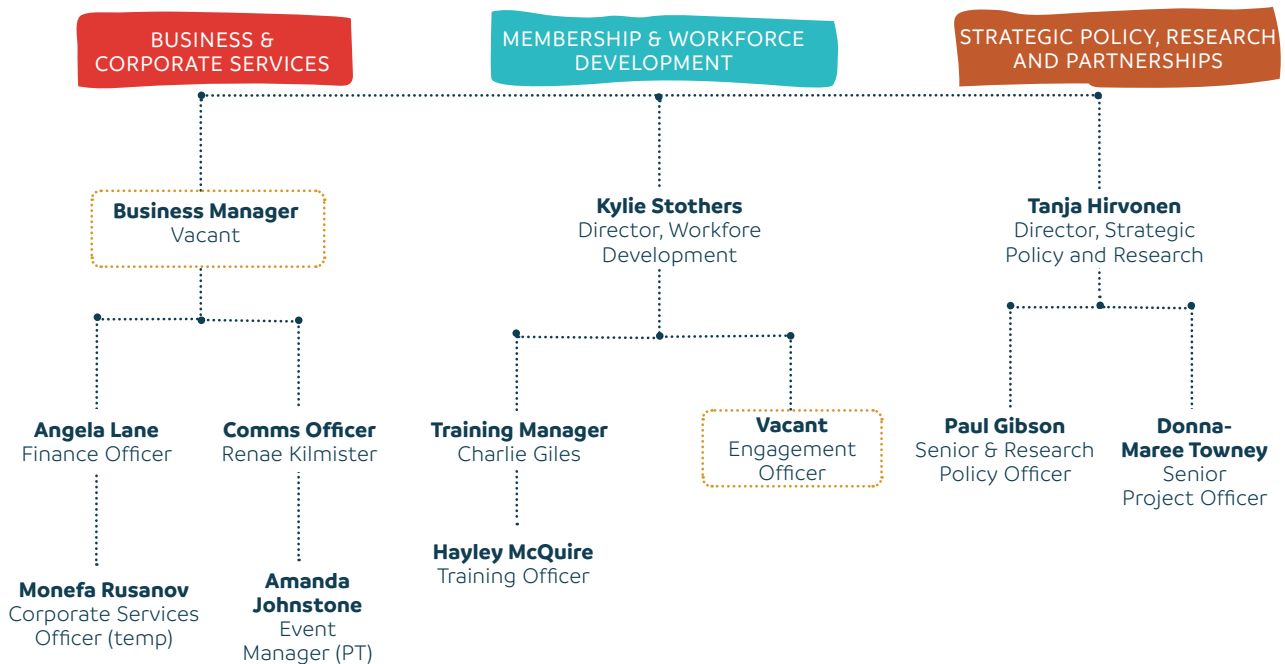 BUSINESS &
CORPORATE SERVICES
MEMBERSHIP & WORKFORCE
DEVELOPMENT
STRATEGIC POLICY, RESEARCH
AND PARTNERSHIPS
Business Manager
Vacant
Kylie Stothers
Director, Workfore
Development
Tanja Hirvonen
Director, Strategic
Policy and Research
Angela Lane
Finance Officer
Comms Officer
Renae Kilmister
Training Manager
Charlie Giles
Vacant
Engagement
Officer
Paul Gibson
Senior & Research
Policy Officer
Donna-
Maree Towney
Senior
Project Officer
Monefa Rusanov
Corporate Services
Officer (temp)
Amanda
Johnstone
Event
Manager (PT)
Hayley McQuire
Training Officer